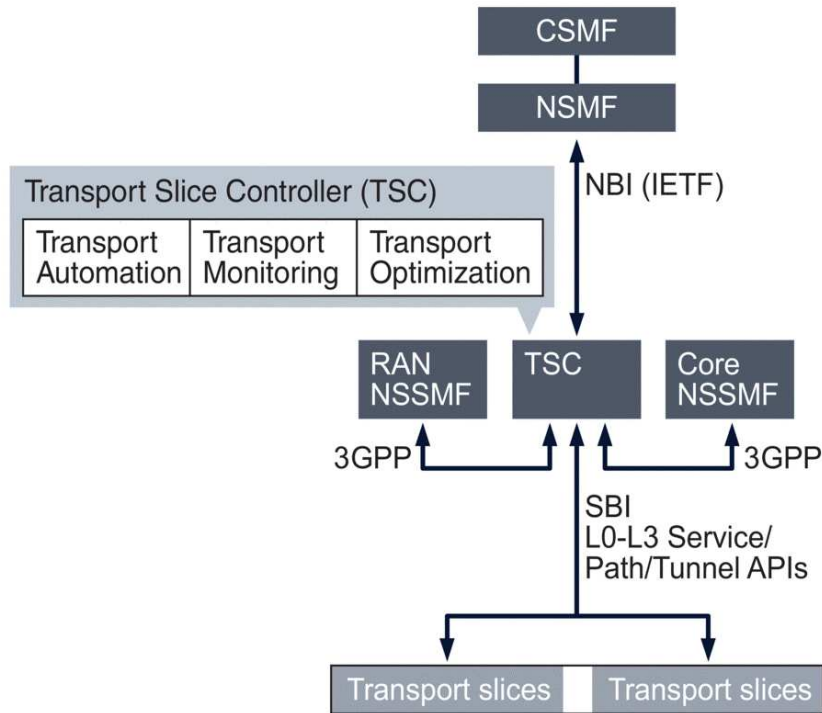 CSMF
NSMF
NBI (IETF)
Transport Slice Controller (TSC)
Transport
Automation
Transport
Monitoring
Transport
Optimization
RAN
NSSMF
TSC
Core
NSSMF
3GPP
3GPP
SBI
L0-L3 Service/
Path/Tunnel APIs
Transport slices
Transport slices